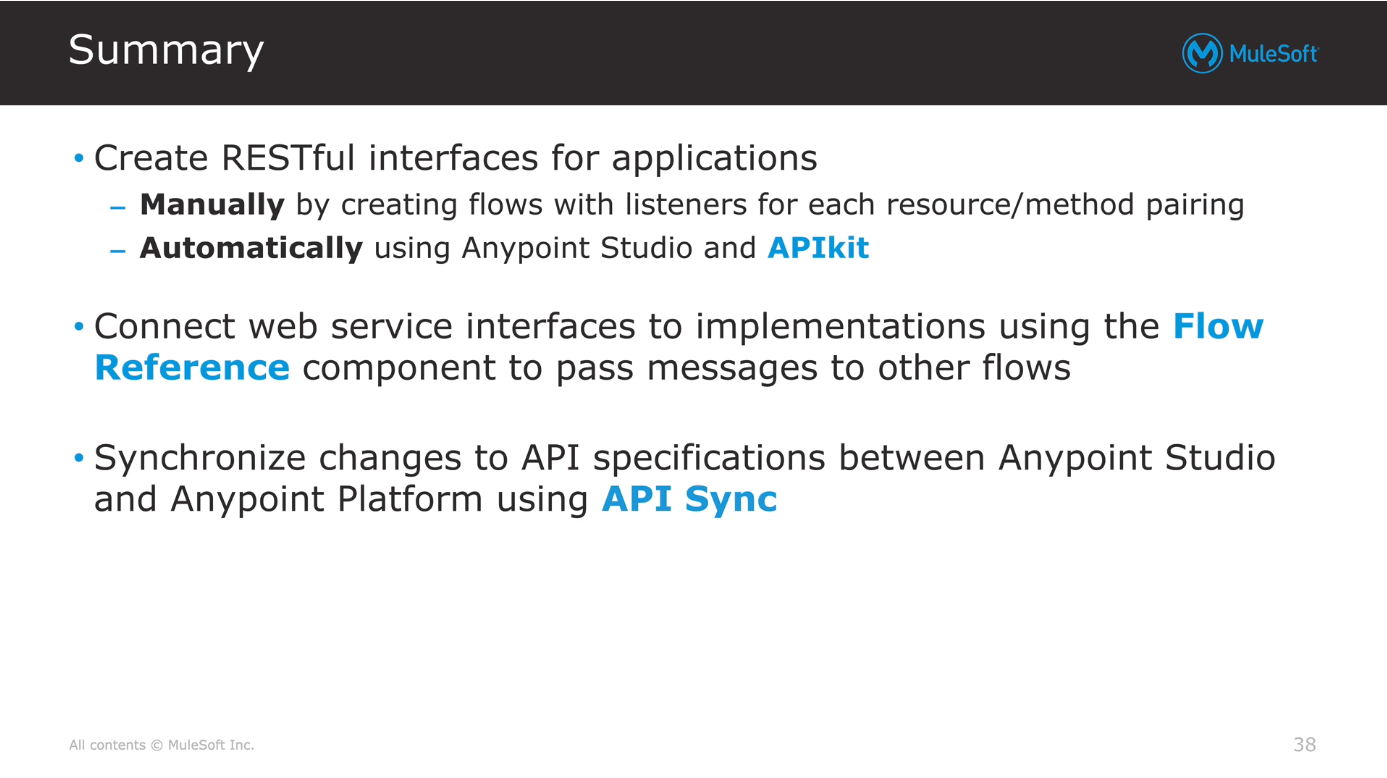 Summary
MuleSoft
• Create RESTful interfaces for applications
– Manually by creating flows with listeners for each resource/method pairing
– Automatically using Anypoint Studio and APIkit
• Connect web service interfaces to implementations using the Flow
Reference component to pass messages to other flows
• Synchronize changes to API specifications between Anypoint Studio
and Anypoint Platform using API Sync
All contents © MuleSoft Inc.
38